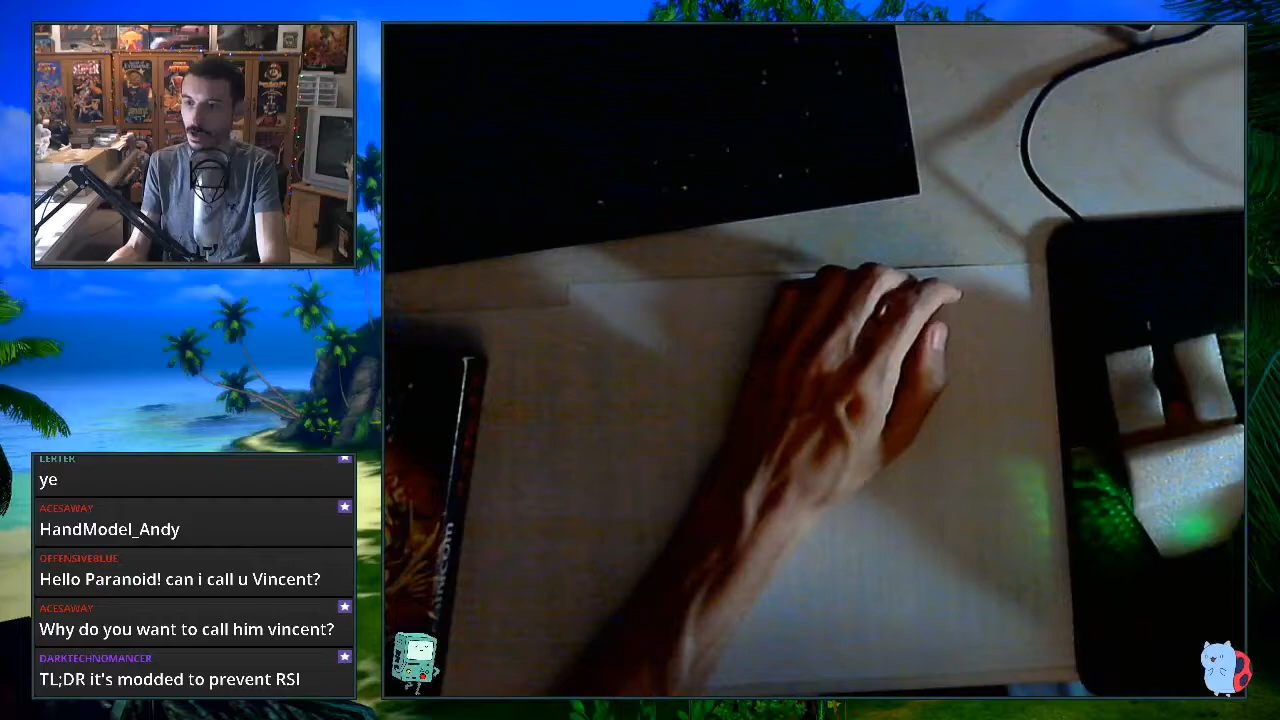 LERTER
ye
ACESAWAY
HandModel_Andy
OFFENSIVEBLUE
Hello Paranoid! can i call u Vincent?
ACESAWAY
Why do you want to call him vincent?
DARKTECHNOMANCER
TL;DR it's modded to prevent RSI